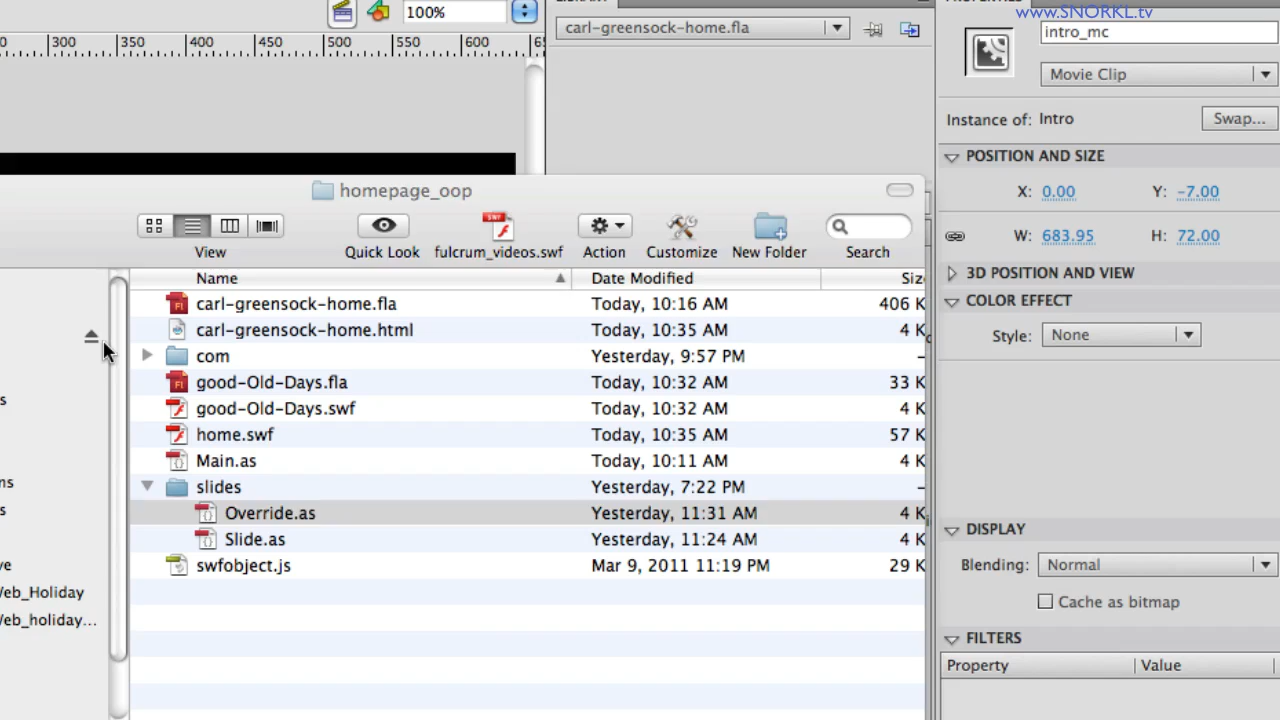 LIBRARY
PROPERTIES
www.SNORKL.tv
100%
300 350 400 450 500 550 600
carl-greensock-home.fla
intro_mc
Movie Clip
Instance of: Intro
Swap...
POSITION AND SIZE
X: 0.00 Y: -7.00
W: 683.95 H: 72.00
3D POSITION AND VIEW
COLOR EFFECT
Style: None
DISPLAY
Blending: Normal
Cache as bitmap
FILTERS
Property Value
homepage_oop
View Quick Look fulcrum_videos.swf Action Customize New Folder Search
Name Date Modified Siz
carl-greensock-home.fla Today, 10:16 AM 406 K
carl-greensock-home.html Today, 10:35 AM 4 K
com Yesterday, 9:57 PM –
good-Old-Days.fla Today, 10:32 AM 33 K
good-Old-Days.swf Today, 10:32 AM 4 K
home.swf Today, 10:35 AM 57 K
Main.as Today, 10:11 AM 4 K
slides Yesterday, 7:22 PM –
Override.as Yesterday, 11:31 AM 4 K
Slide.as Yesterday, 11:24 AM 4 K
swfobject.js Mar 9, 2011 11:19 PM 29 K
Web_Holiday
Web_holiday...